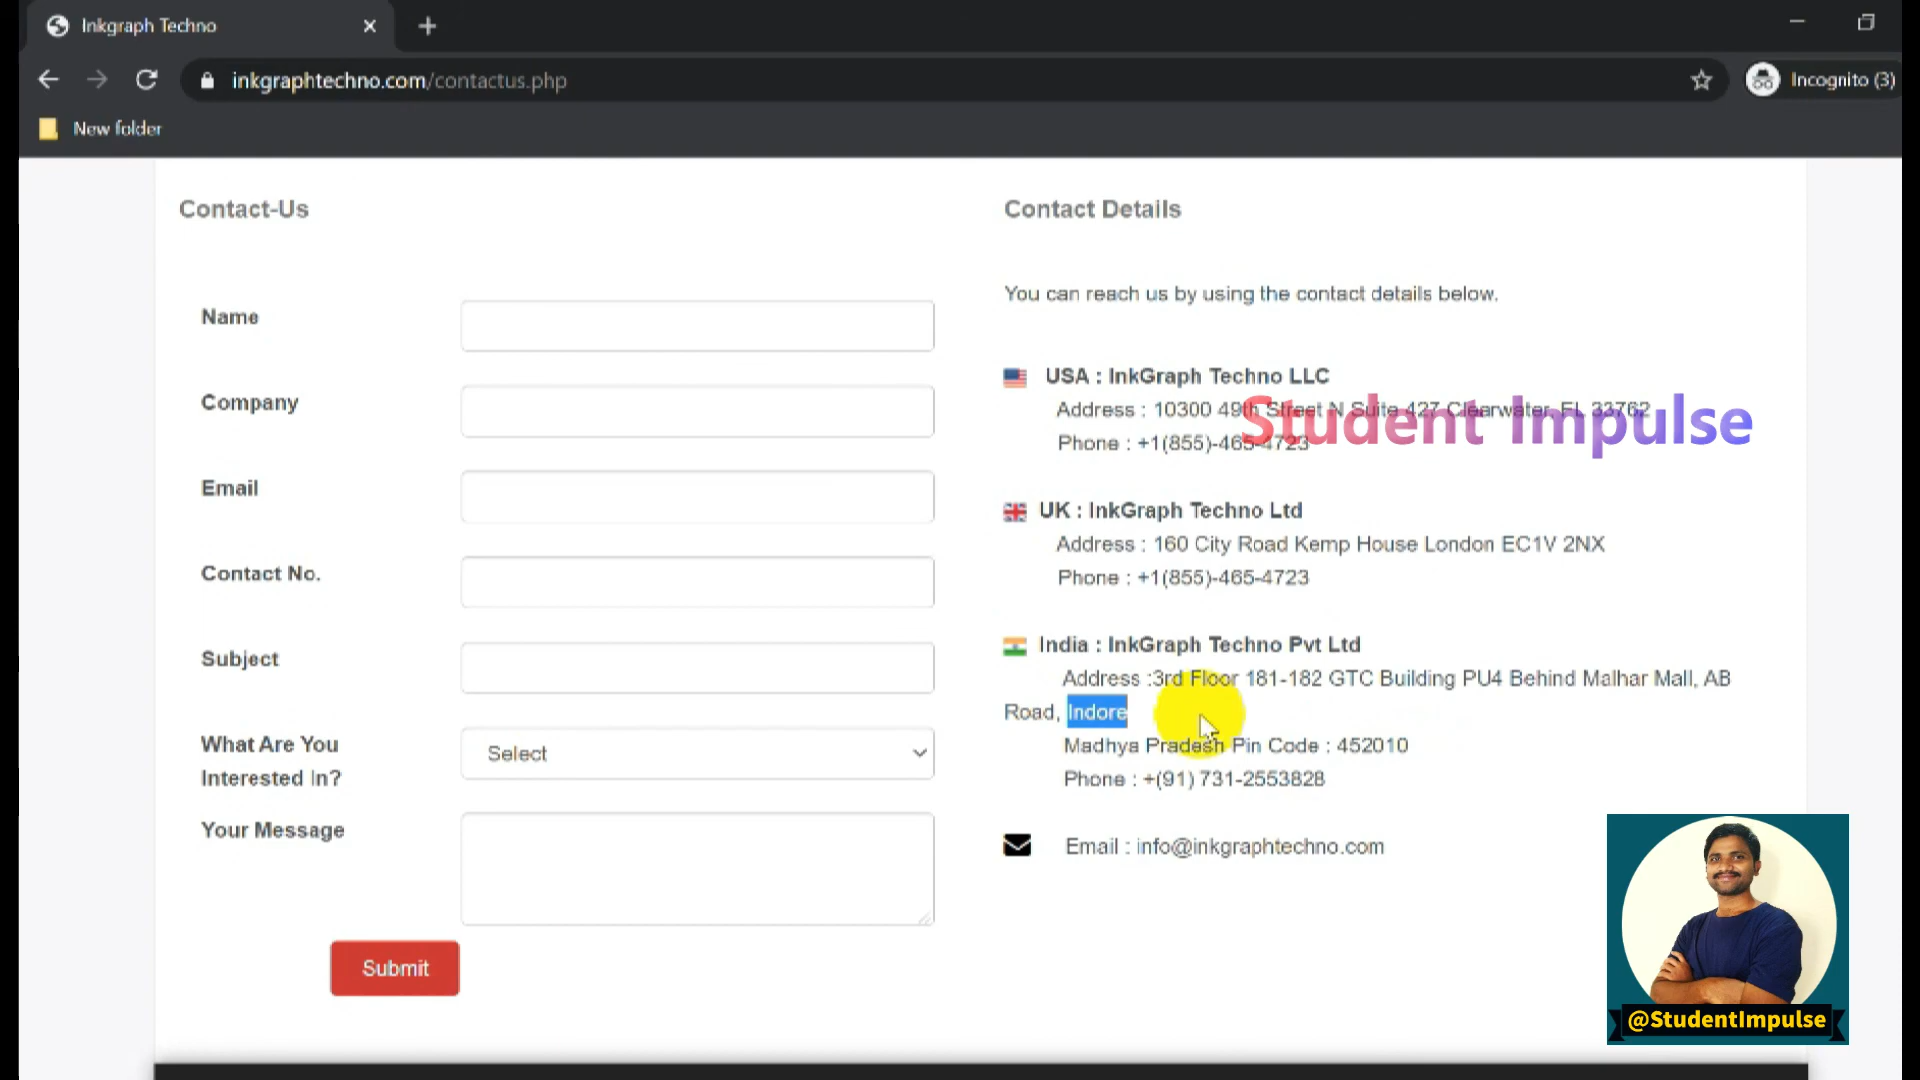 Inkgraph Techno
inkgraphtechno.com/contactus.php
Incognito (3)
New folder
Contact-Us
Name
Company
Email
Contact No.
Subject
What Are You
Interested In?
Select
Your Message
Submit
Contact Details
You can reach us by using the contact details below.
USA : InkGraph Techno LLC
Address : 10300 49th Street N Suite 427 Clearwater, FL 33762
Phone : +1(855)-465-4723
Student Impulse
UK : InkGraph Techno Ltd
Address : 160 City Road Kemp House London EC1V 2NX
Phone : +1(855)-465-4723
India : InkGraph Techno Pvt Ltd
Address :3rd Floor 181-182 GTC Building PU4 Behind Malhar Mall, AB
Road, Indore
Madhya Pradesh Pin Code : 452010
Phone : +(91) 731-2553828
Email : info@inkgraphtechno.com
@StudentImpulse